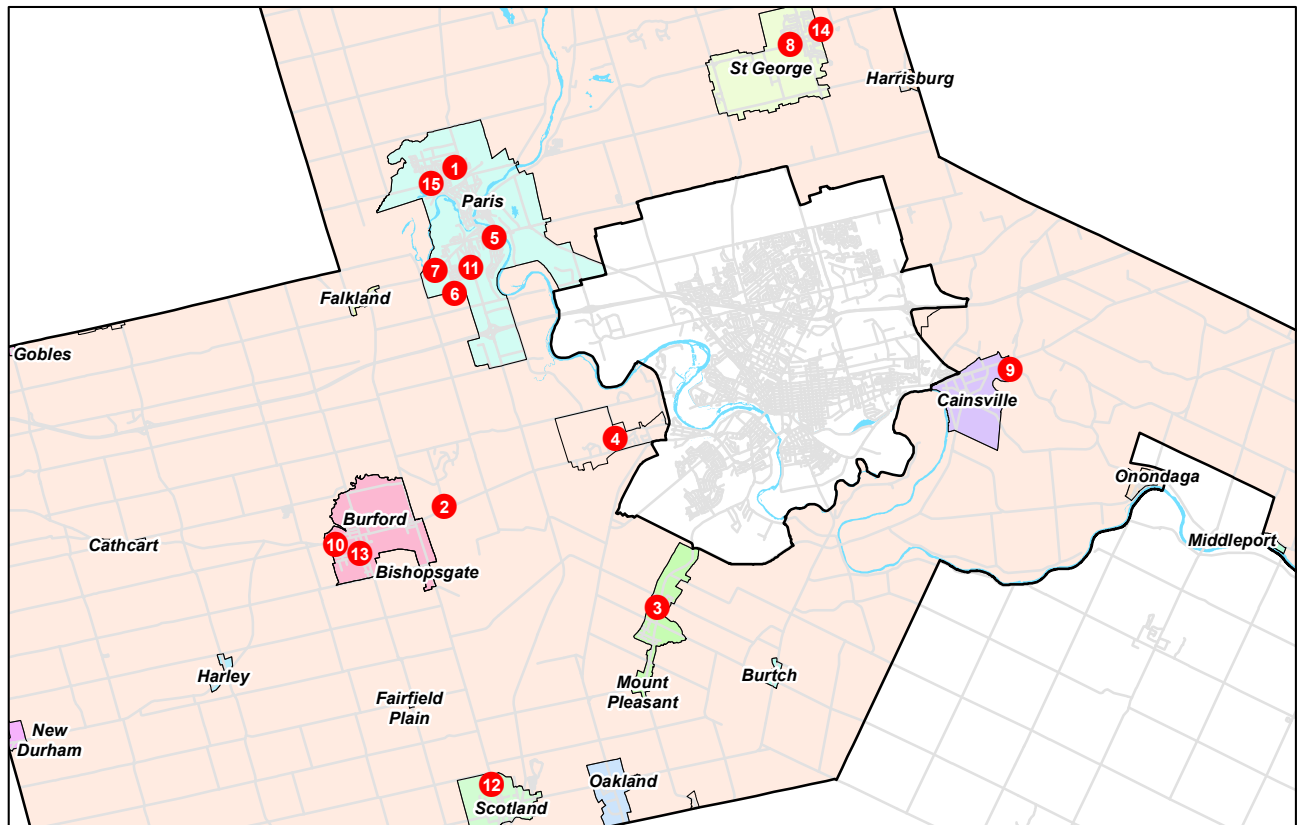 14
8
St George
Harrisburg
1
15
Paris
5
7
11
6
Falkland
Gobles
9
Cainsville
4
Onondaga
2
Burford
Cathcart
10
13
Bishopsgate
Middleport
3
Harley
Mount
Pleasant
Burtch
Fairfield
Plain
New
Durham
12
Scotland
Oakland